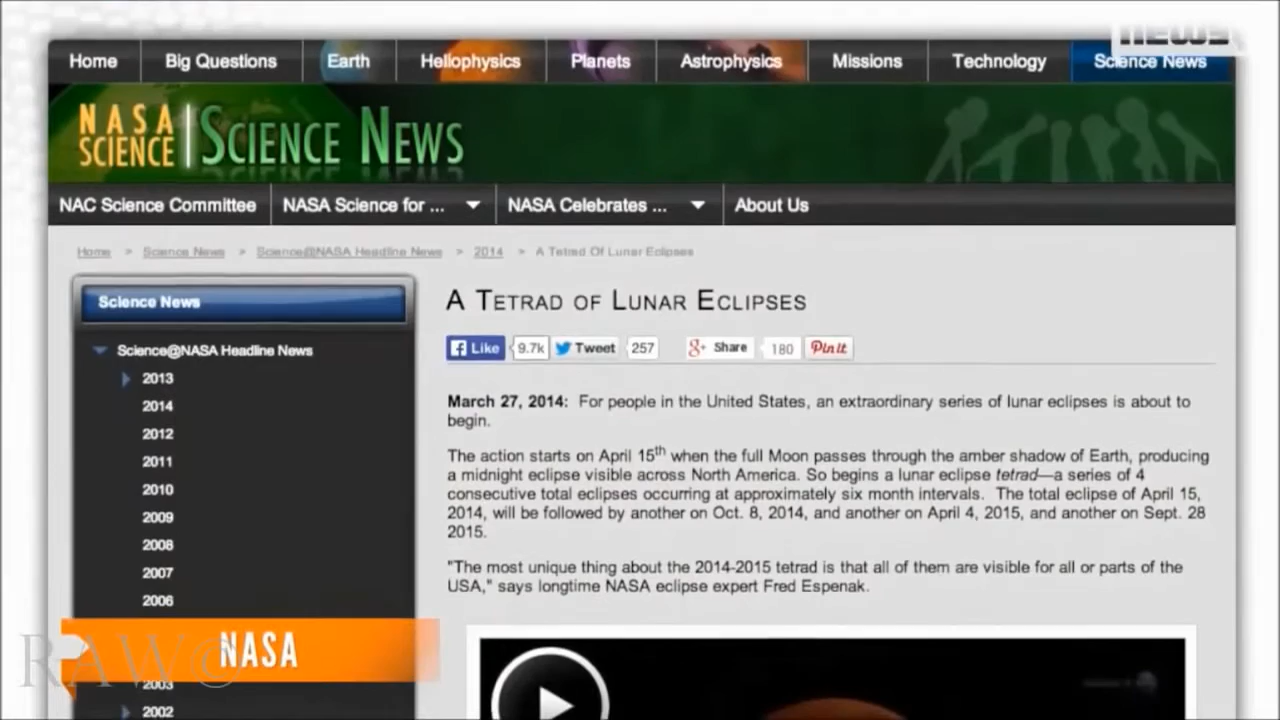 NEWS
Home Big Questions Earth Heliophysics Planets Astrophysics Missions Technology Science News
NASA
SCIENCE
SCIENCE NEWS
NAC Science Committee NASA Science for ... NASA Celebrates ... About Us
Home > Science News > Science@NASA Headline News > 2014 > A Tetrad Of Lunar Eclipses
Science News
Science@NASA Headline News
2013
2014
2012
2011
2010
2009
2008
2007
2006
2003
2002
A TETRAD OF LUNAR ECLIPSES
Like 9.7k Tweet 257 g+ Share 180 Pin it
March 27, 2014: For people in the United States, an extraordinary series of lunar eclipses is about to
begin.
The action starts on April 15th when the full Moon passes through the amber shadow of Earth, producing
a midnight eclipse visible across North America. So begins a lunar eclipse tetrad—a series of 4
consecutive total eclipses occurring at approximately six month intervals. The total eclipse of April 15,
2014, will be followed by another on Oct. 8, 2014, and another on April 4, 2015, and another on Sept. 28
2015.
"The most unique thing about the 2014-2015 tetrad is that all of them are visible for all or parts of the
USA," says longtime NASA eclipse expert Fred Espenak.
NASA
RAW©